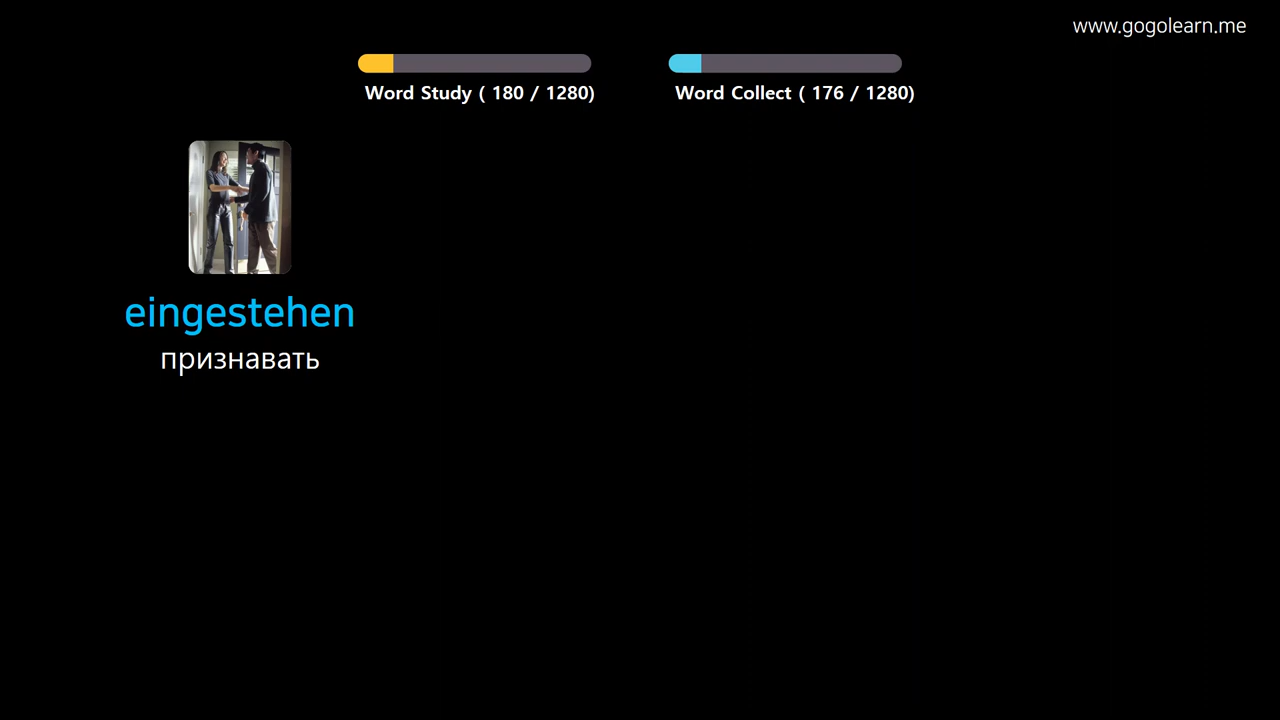 www.gogolearn.me
Word Study ( 180 / 1280)
Word Collect ( 176 / 1280)
eingestehen
признавать